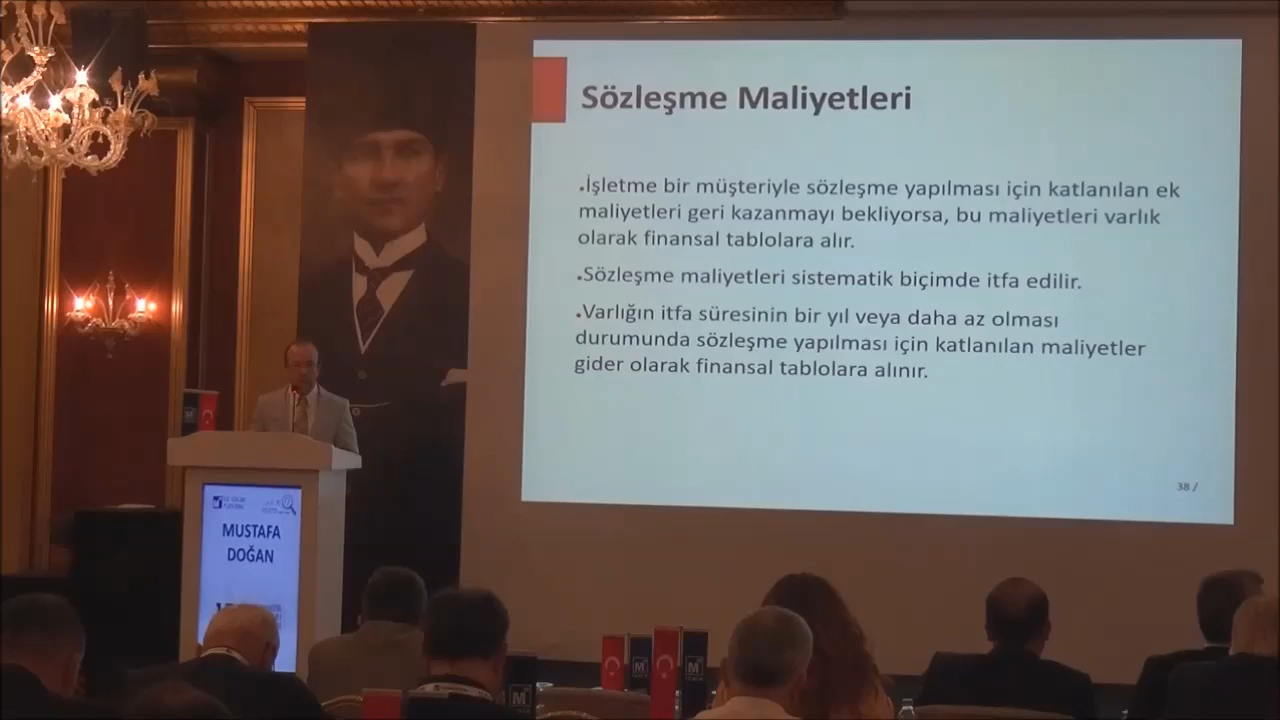 Sözleşme Maliyetleri
.İşletme bir müşteriyle sözleşme yapılması için katlanılan ek
maliyetleri geri kazanmayı bekliyorsa, bu maliyetleri varlık
olarak finansal tablolara alır.
.Sözleşme maliyetleri sistematik biçimde itfa edilir.
.Varlığın itfa süresinin bir yıl veya daha az olması
durumunda sözleşme yapılması için katlanılan maliyetler
gider olarak finansal tablolara alınır.
38 /
MUSTAFA
DOĞAN